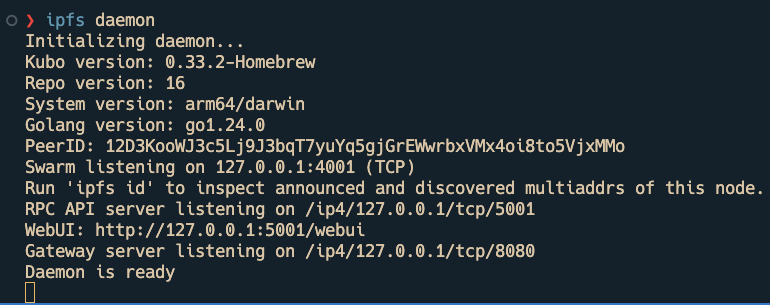 ❯ ipfs daemon
Initializing daemon...
Kubo version: 0.33.2-Homebrew
Repo version: 16
System version: arm64/darwin
Golang version: go1.24.0
PeerID: 12D3KooWJ3c5Lj9J3bqT7yuYq5gjGrEWwrbxVMx4oi8to5VjxMMo
Swarm listening on 127.0.0.1:4001 (TCP)
Run 'ipfs id' to inspect announced and discovered multiaddrs of this node.
RPC API server listening on /ip4/127.0.0.1/tcp/5001
WebUI: http://127.0.0.1:5001/webui
Gateway server listening on /ip4/127.0.0.1/tcp/8080
Daemon is ready